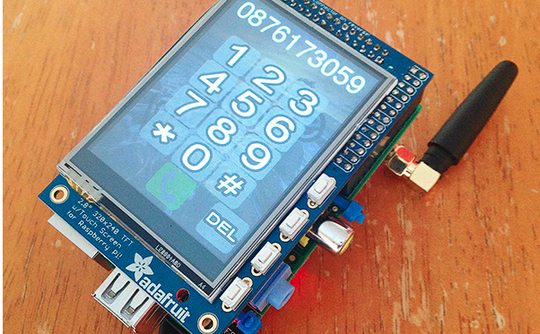 0876173059
1 2 3
4 5 6
7 8 9
* 0 #
DEL
2.8" 320x240 TFT
w/Touch Screen
for Raspberry Pi!
adafruit
A4